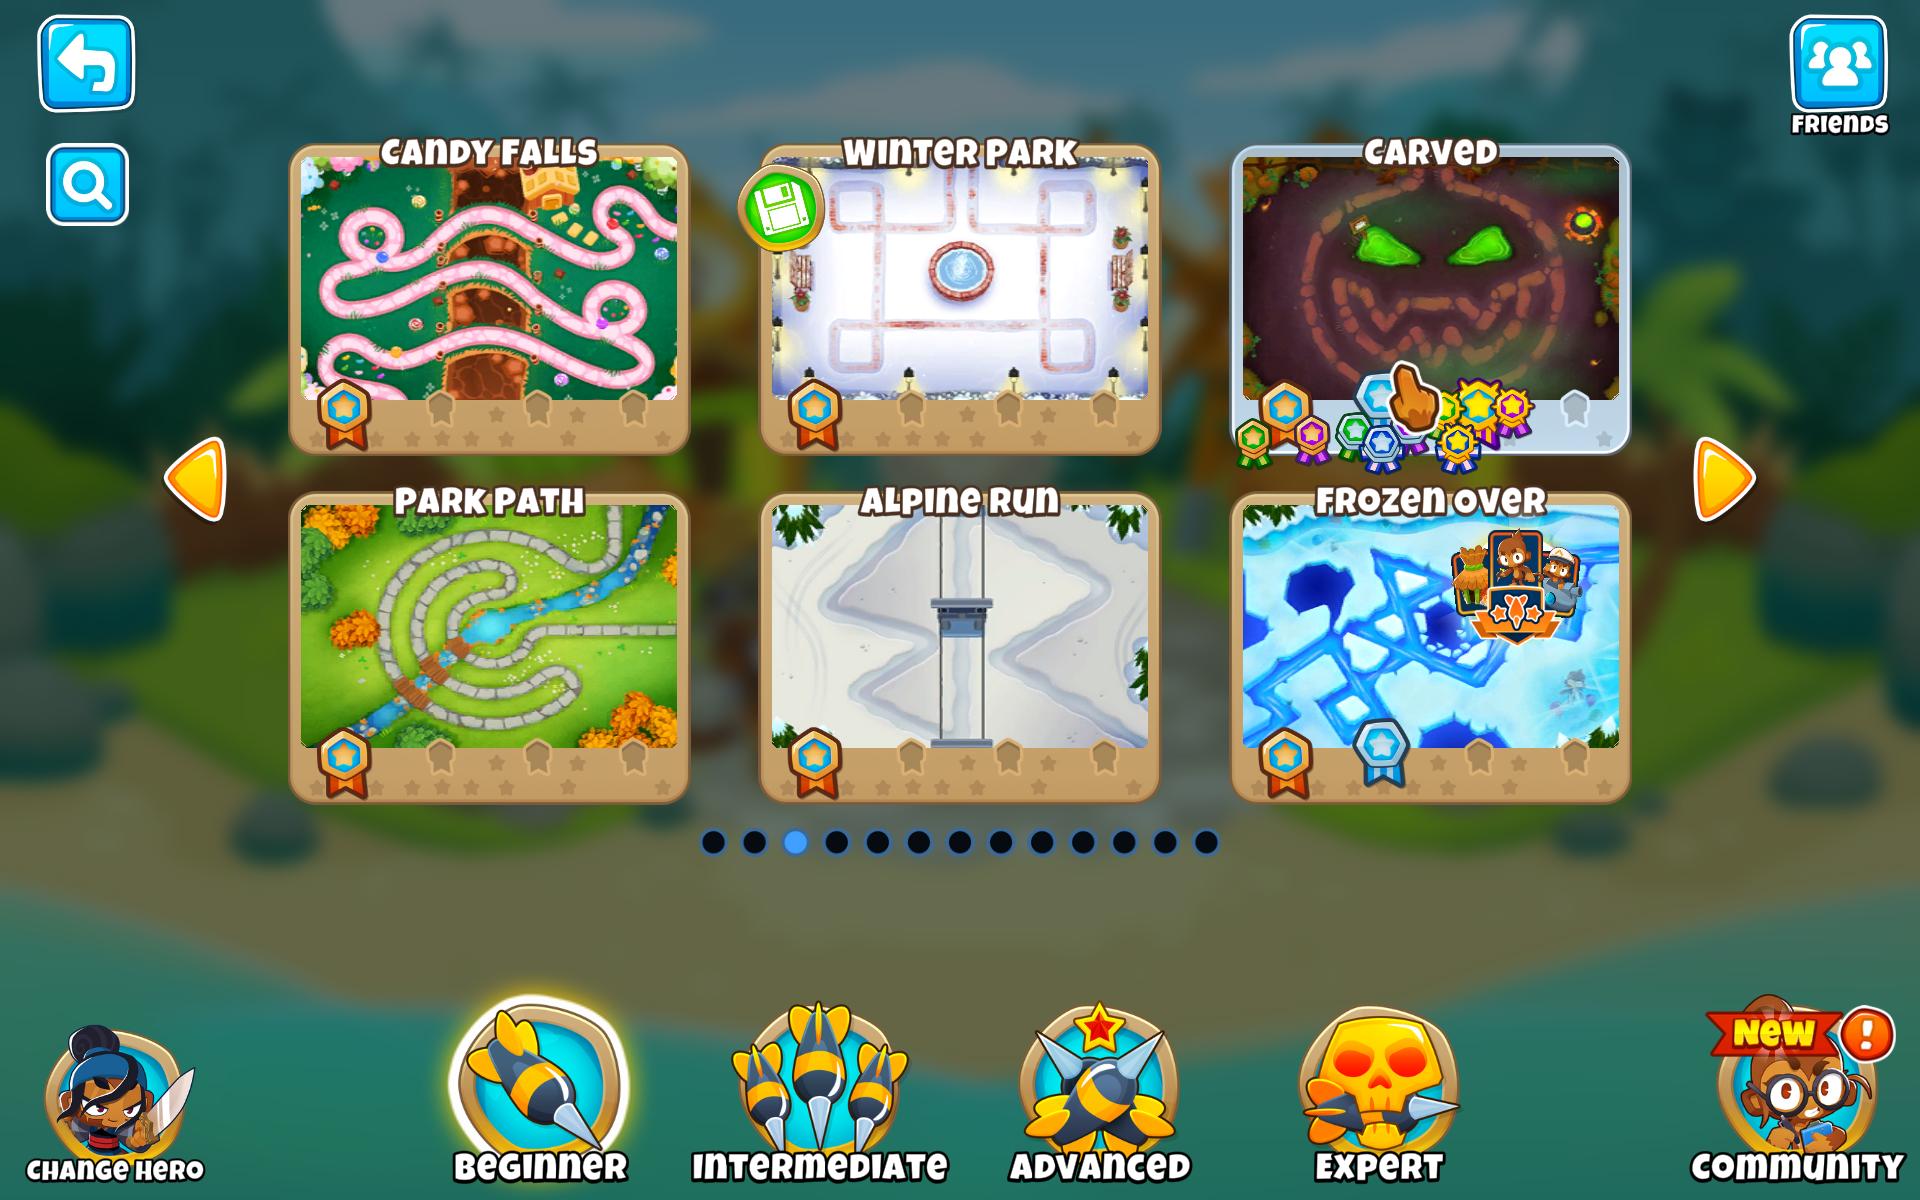 FRIENDS
CANDY FALLS
WINTER PARK
CARVED
PARK PATH
ALPINE RUN
FROZEN OVER
NEW !
CHANGE HERO
BEGINNER
INTERMEDIATE
ADVANCED
EXPERT
COMMUNITY